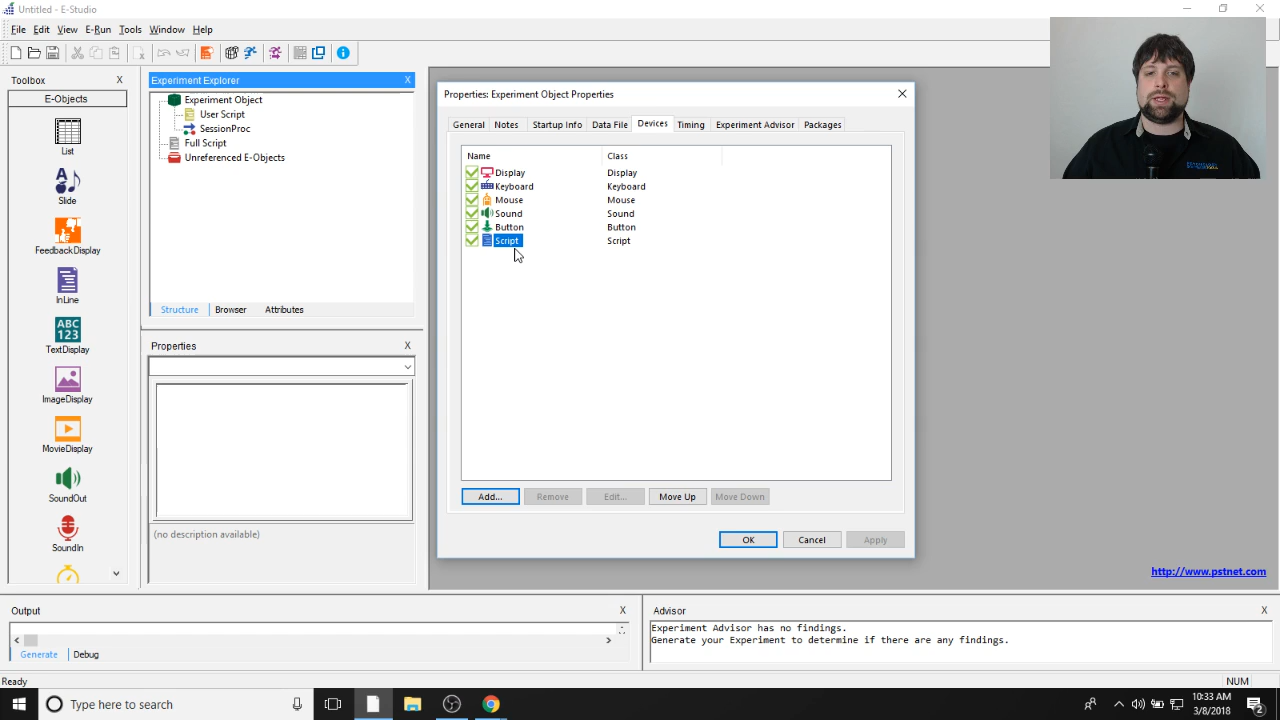 Untitled - E-Studio
File Edit View E-Run Tools Window Help
Toolbox X
E-Objects
List
Slide
FeedbackDisplay
InLine
ABC
123
TextDisplay
ImageDisplay
MovieDisplay
SoundOut
SoundIn
Experiment Explorer X
Experiment Object
User Script
SessionProc
Full Script
Unreferenced E-Objects
Structure Browser Attributes
Properties X
(no description available)
Properties: Experiment Object Properties
General Notes Startup Info Data File Devices Timing Experiment Advisor Packages
Name Class
Display Display
Keyboard Keyboard
Mouse Mouse
Sound Sound
Button Button
Script Script
Add... Remove Edit... Move Up Move Down
OK Cancel Apply
http://www.pstnet.com
Output X
Generate Debug
Advisor X
Experiment Advisor has no findings.
Generate your Experiment to determine if there are any findings.
Ready NUM
Type here to search
10:33 AM
3/8/2018
2